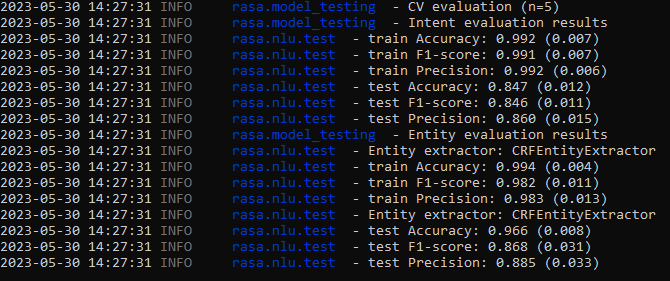 2023-05-30 14:27:31 INFO rasa.model_testing - CV evaluation (n=5)
2023-05-30 14:27:31 INFO rasa.model_testing - Intent evaluation results
2023-05-30 14:27:31 INFO rasa.nlu.test - train Accuracy: 0.992 (0.007)
2023-05-30 14:27:31 INFO rasa.nlu.test - train F1-score: 0.991 (0.007)
2023-05-30 14:27:31 INFO rasa.nlu.test - train Precision: 0.992 (0.006)
2023-05-30 14:27:31 INFO rasa.nlu.test - test Accuracy: 0.847 (0.012)
2023-05-30 14:27:31 INFO rasa.nlu.test - test F1-score: 0.846 (0.011)
2023-05-30 14:27:31 INFO rasa.nlu.test - test Precision: 0.860 (0.015)
2023-05-30 14:27:31 INFO rasa.model_testing - Entity evaluation results
2023-05-30 14:27:31 INFO rasa.nlu.test - Entity extractor: CRFEntityExtractor
2023-05-30 14:27:31 INFO rasa.nlu.test - train Accuracy: 0.994 (0.004)
2023-05-30 14:27:31 INFO rasa.nlu.test - train F1-score: 0.982 (0.011)
2023-05-30 14:27:31 INFO rasa.nlu.test - train Precision: 0.983 (0.013)
2023-05-30 14:27:31 INFO rasa.nlu.test - Entity extractor: CRFEntityExtractor
2023-05-30 14:27:31 INFO rasa.nlu.test - test Accuracy: 0.966 (0.008)
2023-05-30 14:27:31 INFO rasa.nlu.test - test F1-score: 0.868 (0.031)
2023-05-30 14:27:31 INFO rasa.nlu.test - test Precision: 0.885 (0.033)